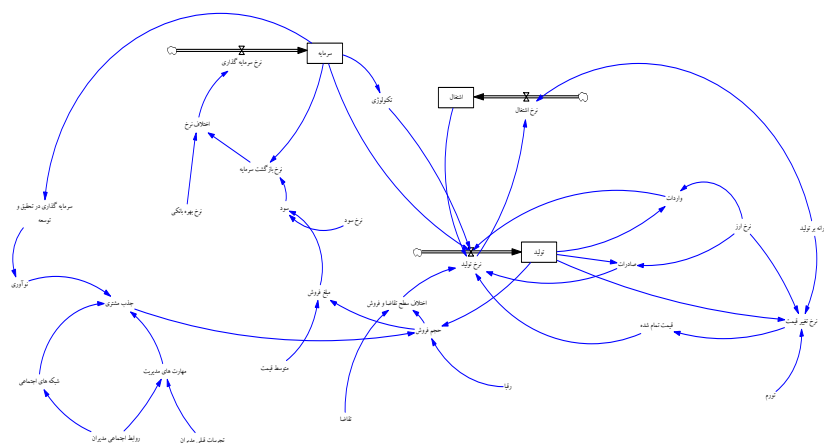 سرمایه
نرخ سرمایه گذاری
تکنولوژی
اشتغال
نرخ اشتغال
اختلاف نرخ
نرخ بازگشت سرمایه
نرخ بهره بانکی
سود
نرخ سود
سرمایه گذاری در تحقیق و
توسعه
واردات
نرخ ارز
یارانه بر تولید
تولید
نرخ تولید
صادرات
نوآوری
جذب مشتری
مبلغ فروش
اختلاف سطح تقاضا و فروش
حجم فروش
قیمت تمام شده
نرخ تغییر قیمت
متوسط قیمت
شبکه های اجتماعی
مهارت های مدیریت
رقبا
تورم
تقاضا
روابط اجتماعی مدیران
تجربیات قبلی مدیران